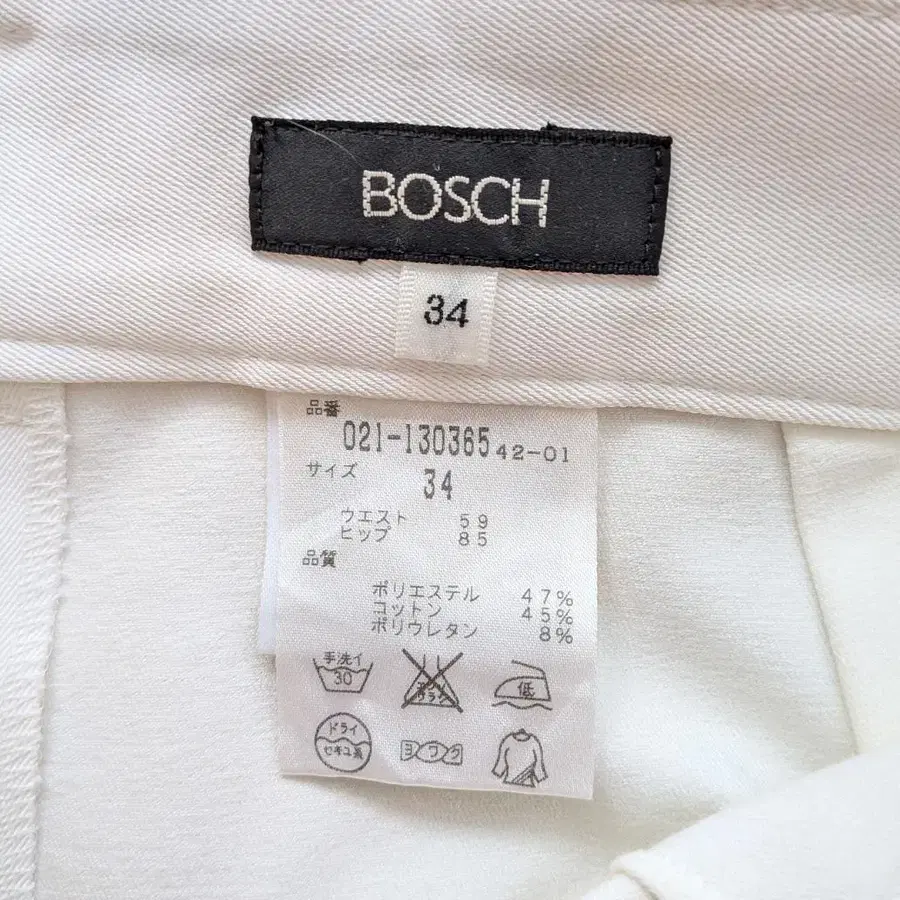 BOSCH
34
品番
021-130365 42-01
サイズ
34
ウエスト 59
ヒップ 85
品質
ポリエステル 47%
コットン 45%
ポリウレタン 8%
手洗イ
30
低
ドライ
セキユ系
ヨワク